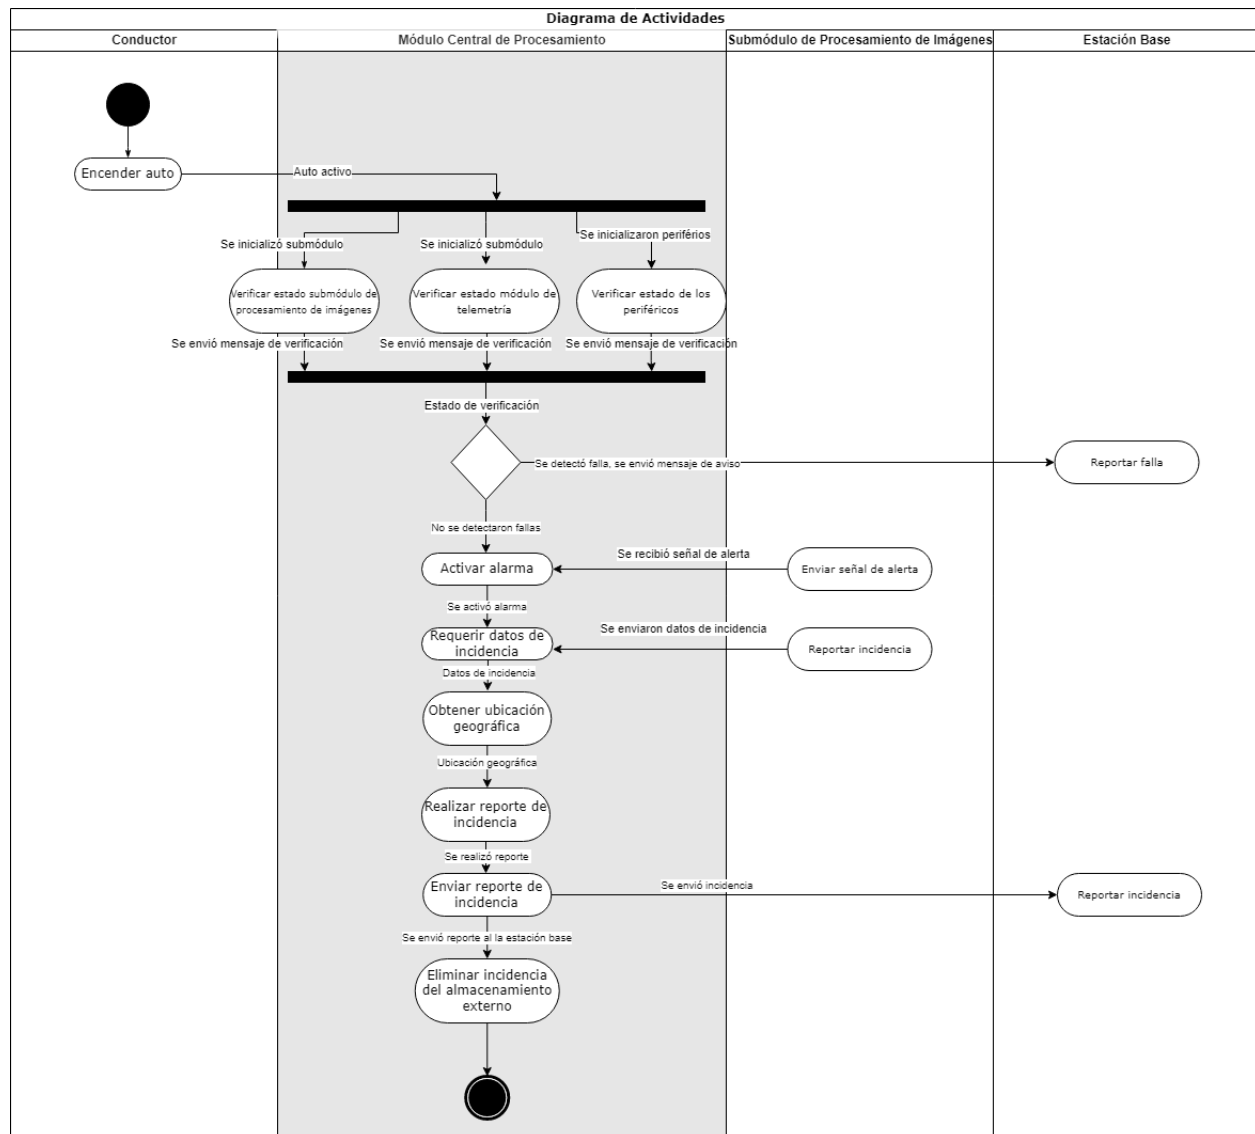 Diagrama de Actividades
Conductor
Módulo Central de Procesamiento
Submódulo de Procesamiento de Imágenes
Estación Base
Encender auto
Auto activo
Se inicializó submódulo
Se inicializó submódulo
Se inicializaron periférios
Verificar estado submódulo de
procesamiento de imágenes
Verificar estado módulo de
telemetría
Verificar estado de los
periféricos
Se envió mensaje de verificación
Se envió mensaje de verificación
Se envió mensaje de verificación
Estado de verificación
Se detectó falla, se envió mensaje de aviso
Reportar falla
No se detectaron fallas
Activar alarma
Se recibió señal de alerta
Enviar señal de alerta
Se activó alarma
Requerir datos de
incidencia
Se enviaron datos de incidencia
Reportar incidencia
Datos de incidencia
Obtener ubicación
geográfica
Ubicación geográfica
Realizar reporte de
incidencia
Se realizó reporte
Enviar reporte de
incidencia
Se envió incidencia
Reportar incidencia
Se envió reporte al la estación base
Eliminar incidencia
del almacenamiento
externo